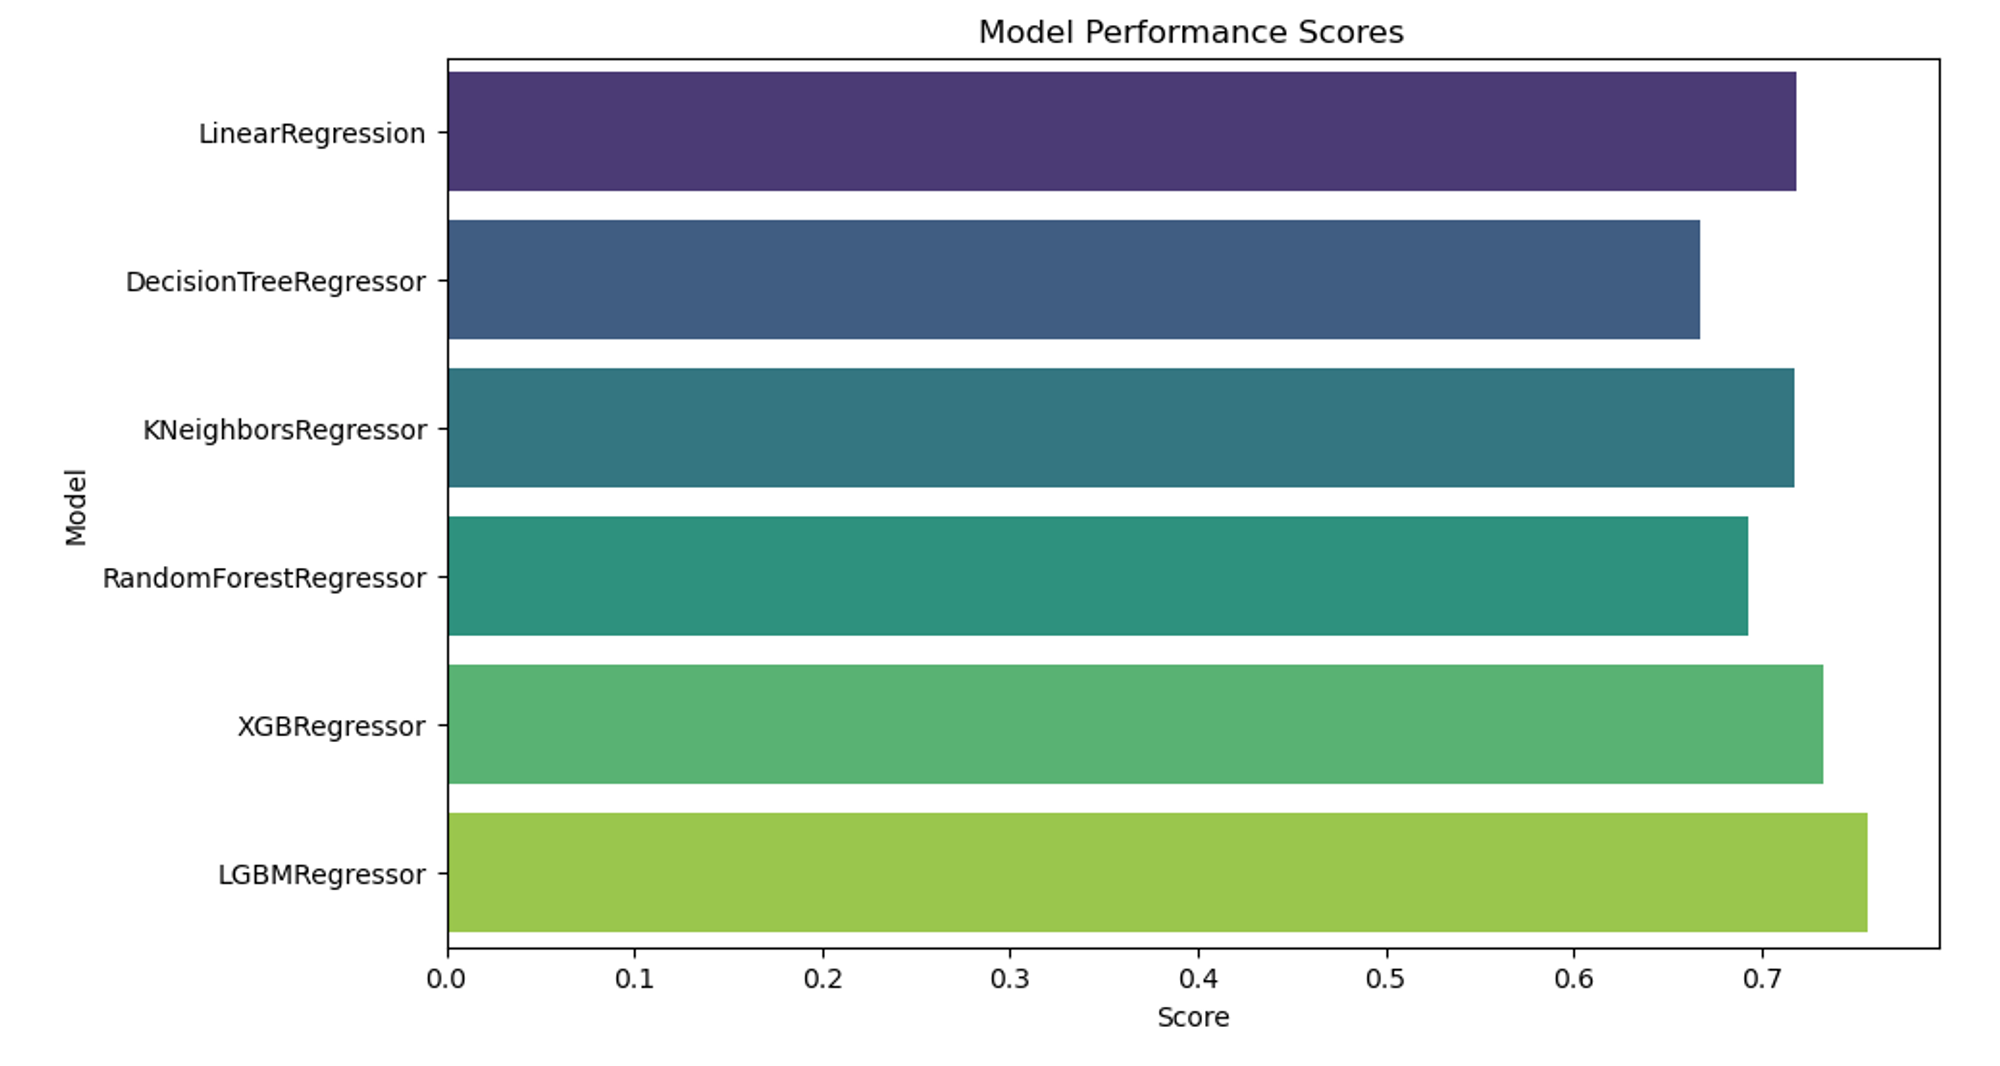 Model Performance Scores
LinearRegression
DecisionTreeRegressor
KNeighborsRegressor
RandomForestRegressor
XGBRegressor
LGBMRegressor
Model
0.0 0.1 0.2 0.3 0.4 0.5 0.6 0.7
Score